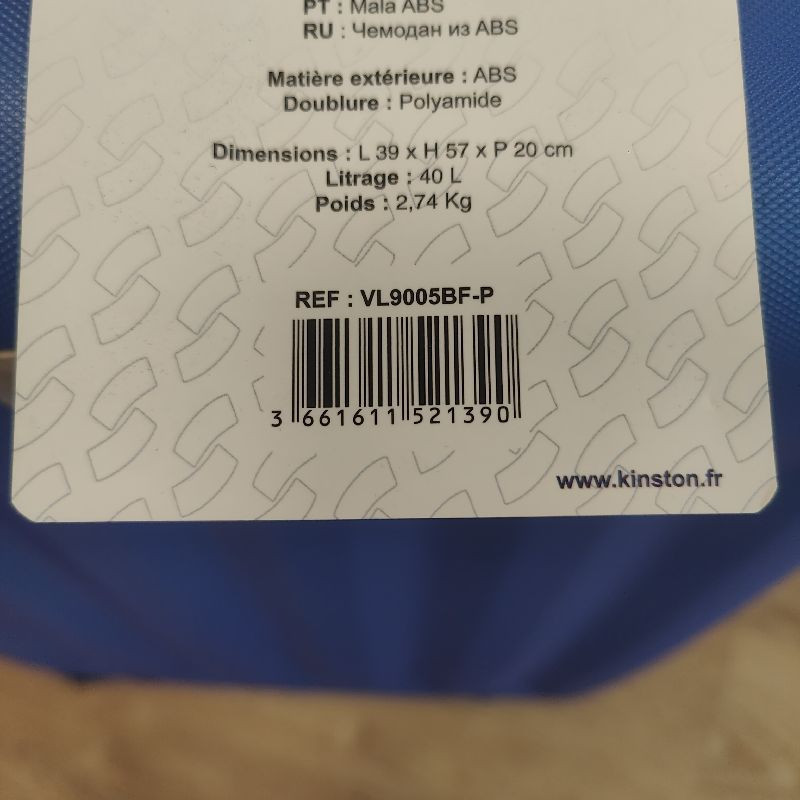 PT : Mala ABS
RU : Чемодан из ABS
Matière extérieure : ABS
Doublure : Polyamide
Dimensions : L 39 x H 57 x P 20 cm
Litrage : 40 L
Poids : 2,74 Kg
REF : VL9005BF-P
3 661611 521390
www.kinston.fr